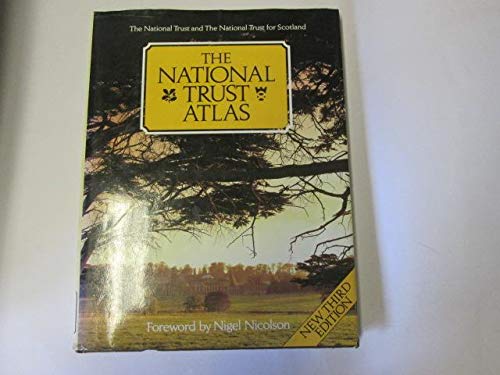 The National Trust and The National Trust for Scotland
THE
NATIONAL
TRUST
ATLAS
NEW THIRD
EDITION
Foreword by Nigel Nicolson